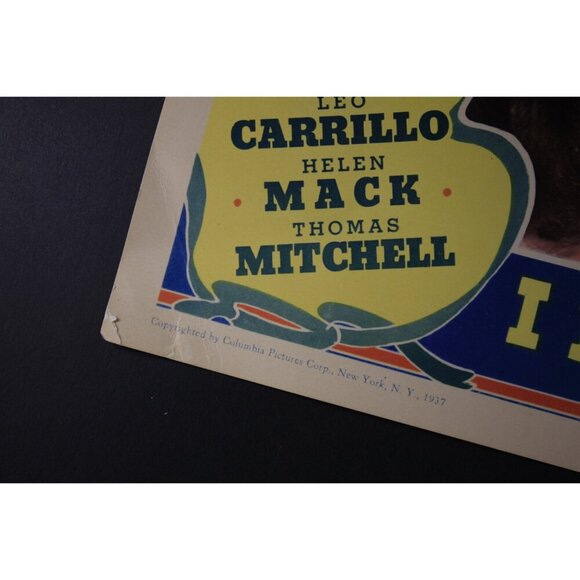 LEO
CARRILLO
HELEN
• MACK •
THOMAS
MITCHELL
I
Copyrighted by Columbia Pictures Corp., New York, N. Y., 1937